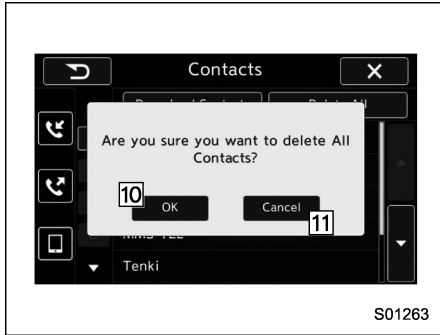 Contacts
Are you sure you want to delete All
Contacts?
10
OK
Cancel
11
Tenki
S01263